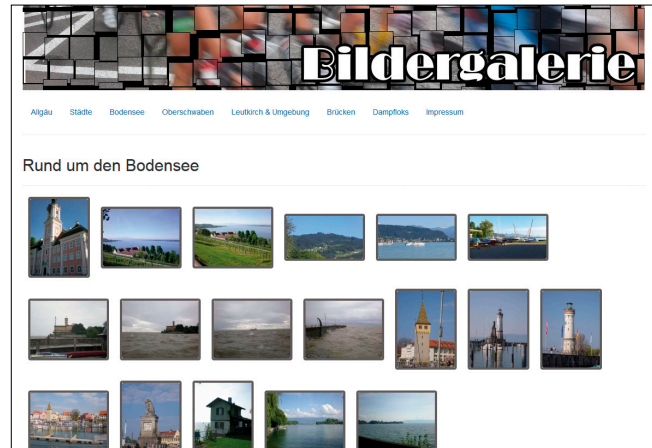 Bildergalerie
Allgäu Städte Bodensee Oberschwaben Leutkirch & Umgebung Brücken Dampfloks Impressum
Rund um den Bodensee